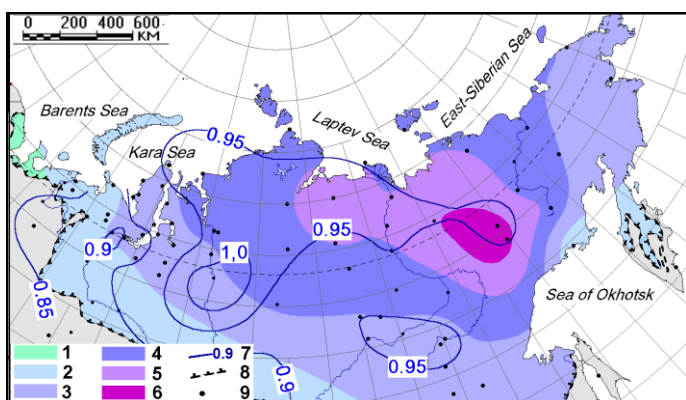 0 200 400 600
KM
Barents Sea
Kara Sea
Laptev Sea
East-Siberian Sea
0.95
0.95
0.9
1,0
0.85
Sea of Okhotsk
0.95
0.9
1 4 0.9 7
2 5 8
3 6 9